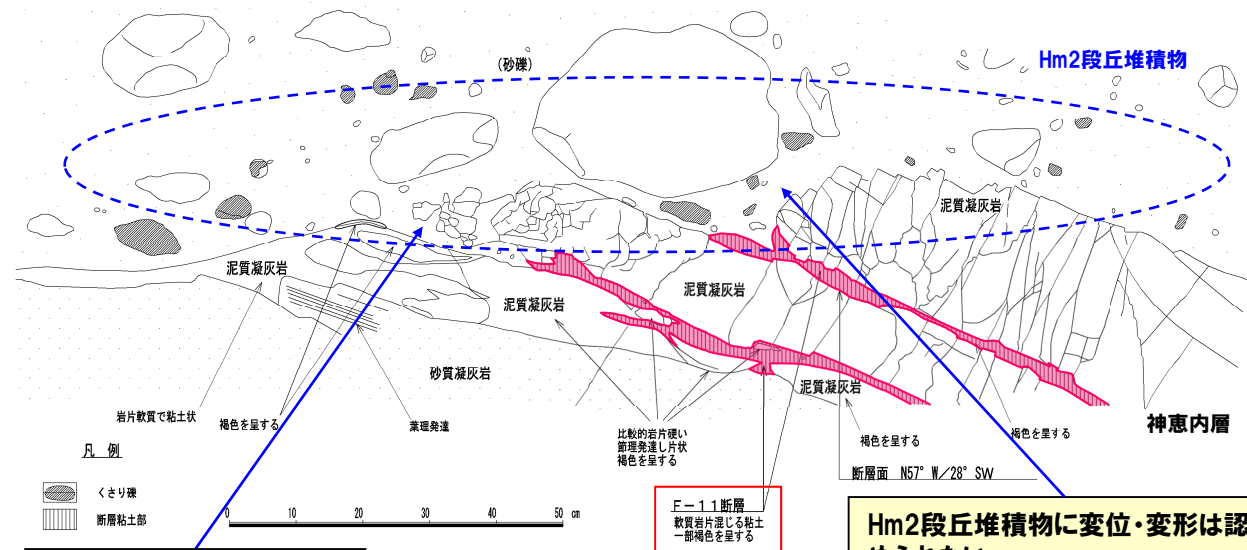 (砂礫)
Hm2段丘堆積物
泥質凝灰岩
泥質凝灰岩
泥質凝灰岩
泥質凝灰岩
砂質凝灰岩
泥質凝灰岩
岩片軟質で粘土状
褐色を呈する
葉理発達
比較的岩片硬い
節理発達し片状
褐色を呈する
褐色を呈する
褐色を呈する
神恵内層
断層面 N57°W/28°SW
凡 例
くさり礫
断層粘土部
0 10 20 30 40 50 cm
F-11断層
軟質岩片混じる粘土
一部褐色を呈する
Hm2段丘堆積物に変位・変形は認
められない